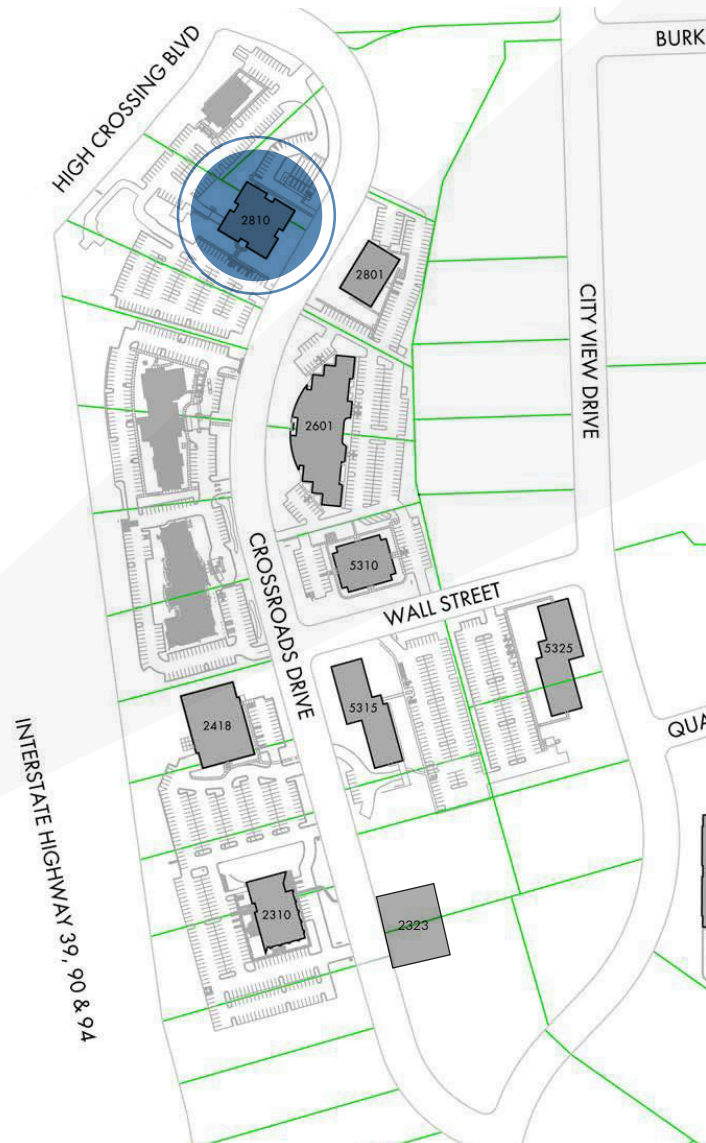 HIGH CROSSING BLVD
BURK
2810
2801
CITY VIEW DRIVE
2601
CROSSROADS DRIVE
5310
WALL STREET
5325
5315
2418
QUA
INTERSTATE HIGHWAY 39, 90 & 94
2310
2323